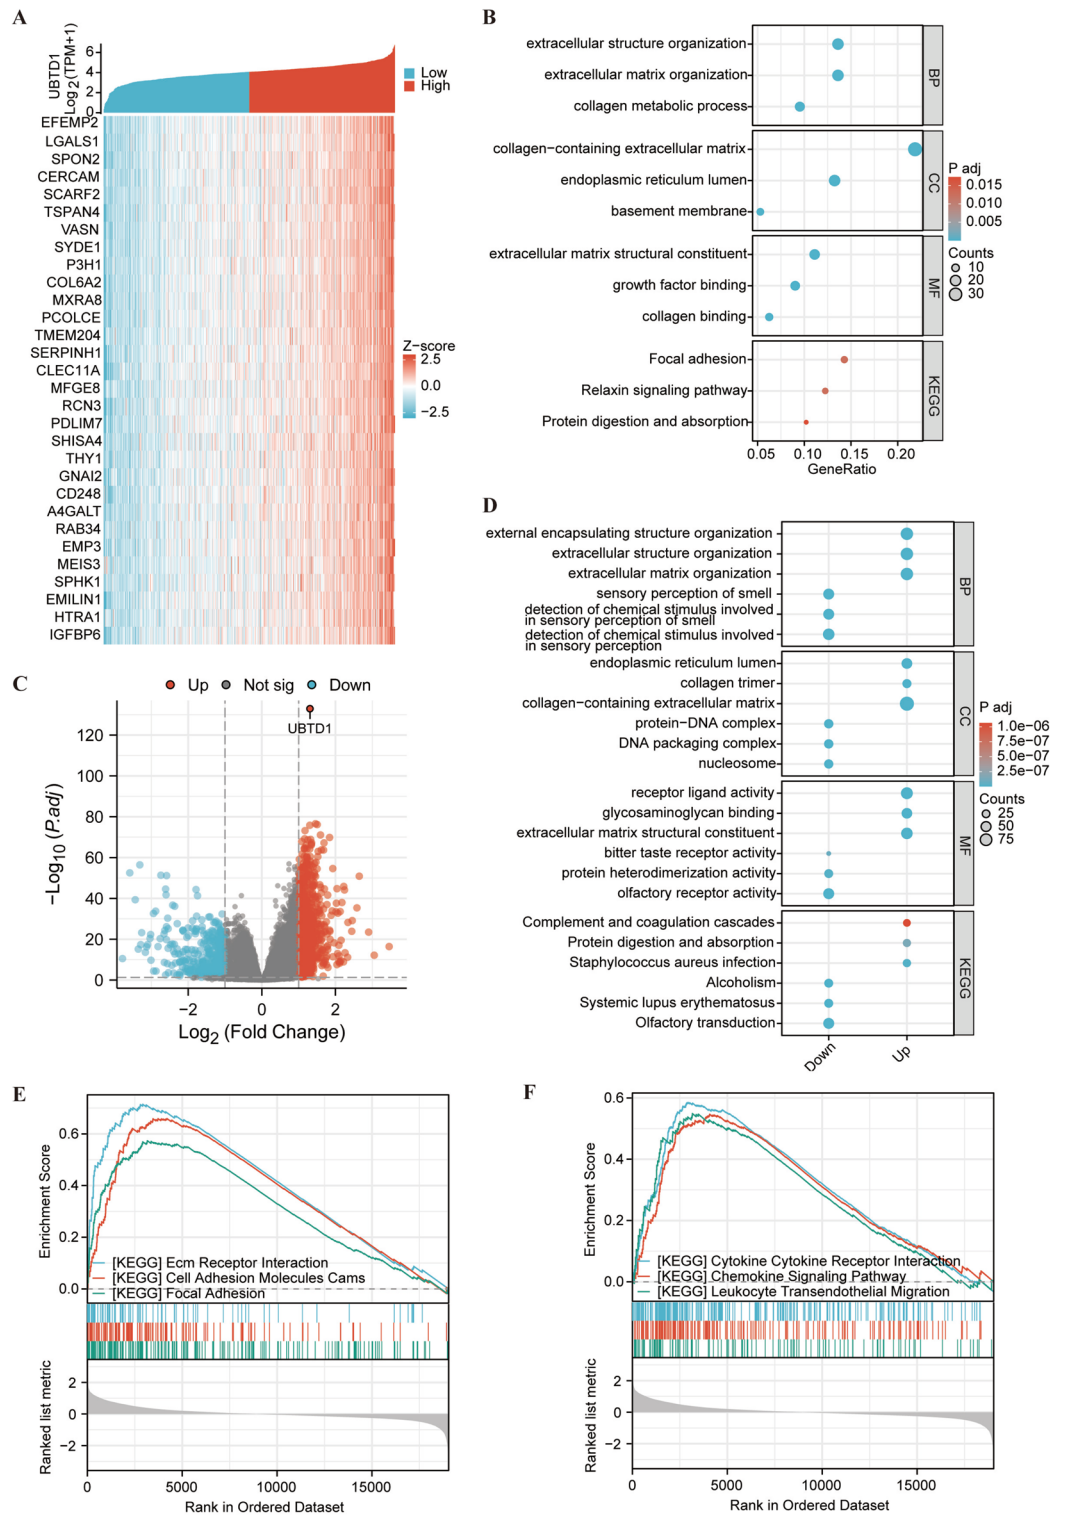 A
UBTD1
Log2(TPM+1)
6
4
2
0
Low
High
EFEMP2
LGALS1
SPON2
CERCAM
SCARF2
TSPAN4
VASN
SYDE1
P3H1
COL6A2
MXRA8
PCOLCE
TMEM204
SERPINH1
CLEC11A
MFGE8
RCN3
PDLIM7
SHISA4
THY1
GNAI2
CD248
A4GALT
RAB34
EMP3
MEIS3
SPHK1
EMILIN1
HTRA1
IGFBP6
Z−score
2.5
0.0
−2.5
B
extracellular structure organization
extracellular matrix organization
collagen metabolic process
BP
collagen−containing extracellular matrix
endoplasmic reticulum lumen
basement membrane
CC
extracellular matrix structural constituent
growth factor binding
collagen binding
MF
Focal adhesion
Relaxin signaling pathway
Protein digestion and absorption
KEGG
0.05 0.10 0.15 0.20
GeneRatio
P adj
0.015
0.010
0.005
Counts
10
20
30
C
Up Not sig Down
UBTD1
−Log10 (P.adj)
120
100
80
60
40
20
0
−2 0 2
Log2 (Fold Change)
D
external encapsulating structure organization
extracellular structure organization
extracellular matrix organization
sensory perception of smell
detection of chemical stimulus involved
in sensory perception of smell
detection of chemical stimulus involved
in sensory perception
BP
endoplasmic reticulum lumen
collagen trimer
collagen−containing extracellular matrix
protein−DNA complex
DNA packaging complex
nucleosome
CC
receptor ligand activity
glycosaminoglycan binding
extracellular matrix structural constituent
bitter taste receptor activity
protein heterodimerization activity
olfactory receptor activity
MF
Complement and coagulation cascades
Protein digestion and absorption
Staphylococcus aureus infection
Alcoholism
Systemic lupus erythematosus
Olfactory transduction
KEGG
Down Up
P adj
1.0e−06
7.5e−07
5.0e−07
2.5e−07
Counts
25
50
75
E
Enrichment Score
0.6
0.4
0.2
0.0
[KEGG] Ecm Receptor Interaction
[KEGG] Cell Adhesion Molecules Cams
[KEGG] Focal Adhesion
Ranked list metric
2
0
−2
0 5000 10000 15000
Rank in Ordered Dataset
F
Enrichment Score
0.6
0.4
0.2
0.0
[KEGG] Cytokine Cytokine Receptor Interaction
[KEGG] Chemokine Signaling Pathway
[KEGG] Leukocyte Transendothelial Migration
Ranked list metric
2
0
−2
0 5000 10000 15000
Rank in Ordered Dataset